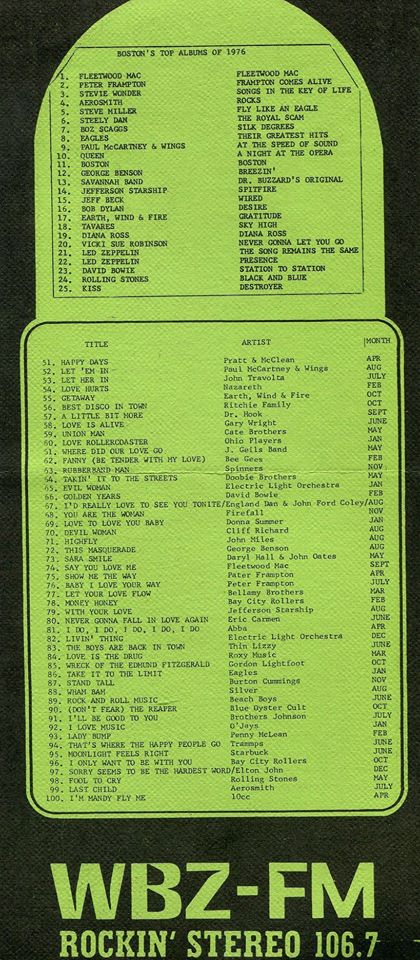 BOSTON'S TOP ALBUMS OF 1976
1. FLEETWOOD MAC FLEETWOOD MAC
2. PETER FRAMPTON FRAMPTON COMES ALIVE
3. STEVIE WONDER SONGS IN THE KEY OF LIFE
4. AEROSMITH ROCKS
5. STEVE MILLER FLY LIKE AN EAGLE
6. STEELY DAN THE ROYAL SCAM
7. BOZ SCAGGS SILK DEGREES
8. EAGLES THEIR GREATEST HITS
9. PAUL McCARTNEY & WINGS AT THE SPEED OF SOUND
10. QUEEN A NIGHT AT THE OPERA
11. BOSTON BOSTON
12. GEORGE BENSON BREEZIN'
13. SAVANNAH BAND DR. BUZZARD'S ORIGINAL
14. JEFFERSON STARSHIP SPITFIRE
15. JEFF BECK WIRED
16. BOB DYLAN DESIRE
17. EARTH, WIND & FIRE GRATITUDE
18. TAVARES SKY HIGH
19. DIANA ROSS DIANA ROSS
20. VICKI SUE ROBINSON NEVER GONNA LET YOU GO
21. LED ZEPPELIN THE SONG REMAINS THE SAME
22. LED ZEPPELIN PRESENCE
23. DAVID BOWIE STATION TO STATION
24. ROLLING STONES BLACK AND BLUE
25. KISS DESTROYER
TITLE ARTIST MONTH
51. HAPPY DAYS Pratt & McClean APR
52. LET 'EM IN Paul McCartney & Wings AUG
53. LET HER IN John Travolta JULY
54. LOVE HURTS Nazareth FEB
55. GETAWAY Earth, Wind & Fire OCT
56. BEST DISCO IN TOWN Ritchie Family OCT
57. A LITTLE BIT MORE Dr. Hook SEPT
58. LOVE IS ALIVE Gary Wright JUNE
59. UNION MAN Cate Brothers MAY
60. LOVE ROLLERCOASTER Ohio Players JAN
61. WHERE DID OUR LOVE GO J. Geils Band MAY
62. FANNY (BE TENDER WITH MY LOVE) Bee Gees FEB
63. RUBBERBAND MAN Spinners NOV
64. TAKIN' IT TO THE STREETS Doobie Brothers MAY
65. EVIL WOMAN Electric Light Orchestra JAN
66. GOLDEN YEARS David Bowie FEB
67. I'D REALLY LOVE TO SEE YOU TONITE/England Dan & John Ford Coley/AUG
68. YOU ARE THE WOMAN Firefall NOV
69. LOVE TO LOVE YOU BABY Donna Summer JAN
70. DEVIL WOMAN Cliff Richard AUG
71. HIGHFLY John Miles AUG
72. THIS MASQUERADE George Benson AUG
73. SARA SMILE Daryl Hall & John Oates MAY
74. SAY YOU LOVE ME Fleetwood Mac SEPT
75. SHOW ME THE WAY Peter Frampton APR
76. BABY I LOVE YOUR WAY Peter Frampton JULY
77. LET YOUR LOVE FLOW Bellamy Brothers MAR
78. MONEY HONEY Bay City Rollers FEB
79. WITH YOUR LOVE Jefferson Starship AUG
80. NEVER GONNA FALL IN LOVE AGAIN Eric Carmen JUNE
81. I DO, I DO, I DO, I DO, I DO Abba APR
82. LIVIN' THING Electric Light Orchestra DEC
83. THE BOYS ARE BACK IN TOWN Thin Lizzy JUNE
84. LOVE IS THE DRUG Roxy Music MAR
85. WRECK OF THE EDMUND FITZGERALD Gordon Lightfoot OCT
86. TAKE IT TO THE LIMIT Eagles JAN
87. STAND TALL Burton Cummings NOV
88. WHAM BAM Silver AUG
89. ROCK AND ROLL MUSIC Beach Boys JUNE
90. (DON'T FEAR) THE REAPER Blue Oyster Cult OCT
91. I'LL BE GOOD TO YOU Brothers Johnson JULY
92. I LOVE MUSIC O'Jays JAN
93. LADY BUMP Penny McLean FEB
94. THAT'S WHERE THE HAPPY PEOPLE GO Trammps JUNE
95. MOONLIGHT FEELS RIGHT Starbuck JUNE
96. I ONLY WANT TO BE WITH YOU Bay City Rollers OCT
97. SORRY SEEMS TO BE THE HARDEST WORD/Elton John DEC
98. FOOL TO CRY Rolling Stones MAY
99. LAST CHILD Aerosmith JULY
100. I'M MANDY FLY ME 10cc APR
WBZ-FM
ROCKIN' STEREO 106.7